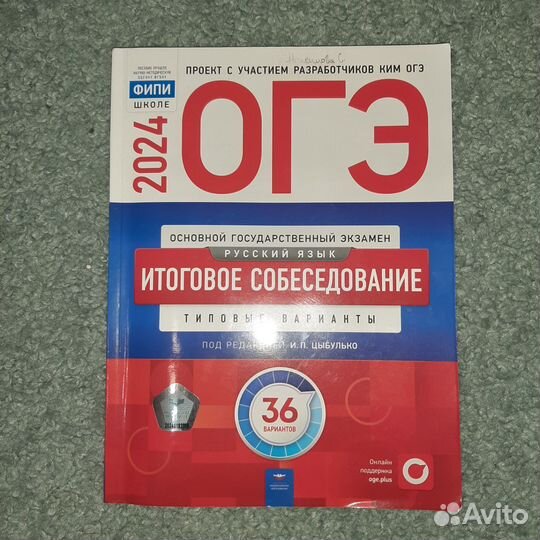 ПРОЕКТ С УЧАСТИЕМ РАЗРАБОТЧИКОВ КИМ ОГЭ
ФИПИ
ШКОЛЕ
2024
ОГЭ
ОСНОВНОЙ ГОСУДАРСТВЕННЫЙ ЭКЗАМЕН
РУССКИЙ ЯЗЫК
ИТОГОВОЕ СОБЕСЕДОВАНИЕ
ТИПОВЫЕ ВАРИАНТЫ
ПОД РЕДАКЦИЕЙ И.П. ЦЫБУЛЬКО
36
ВАРИАНТОВ
Онлайн
поддержка
oge.plus
Avito